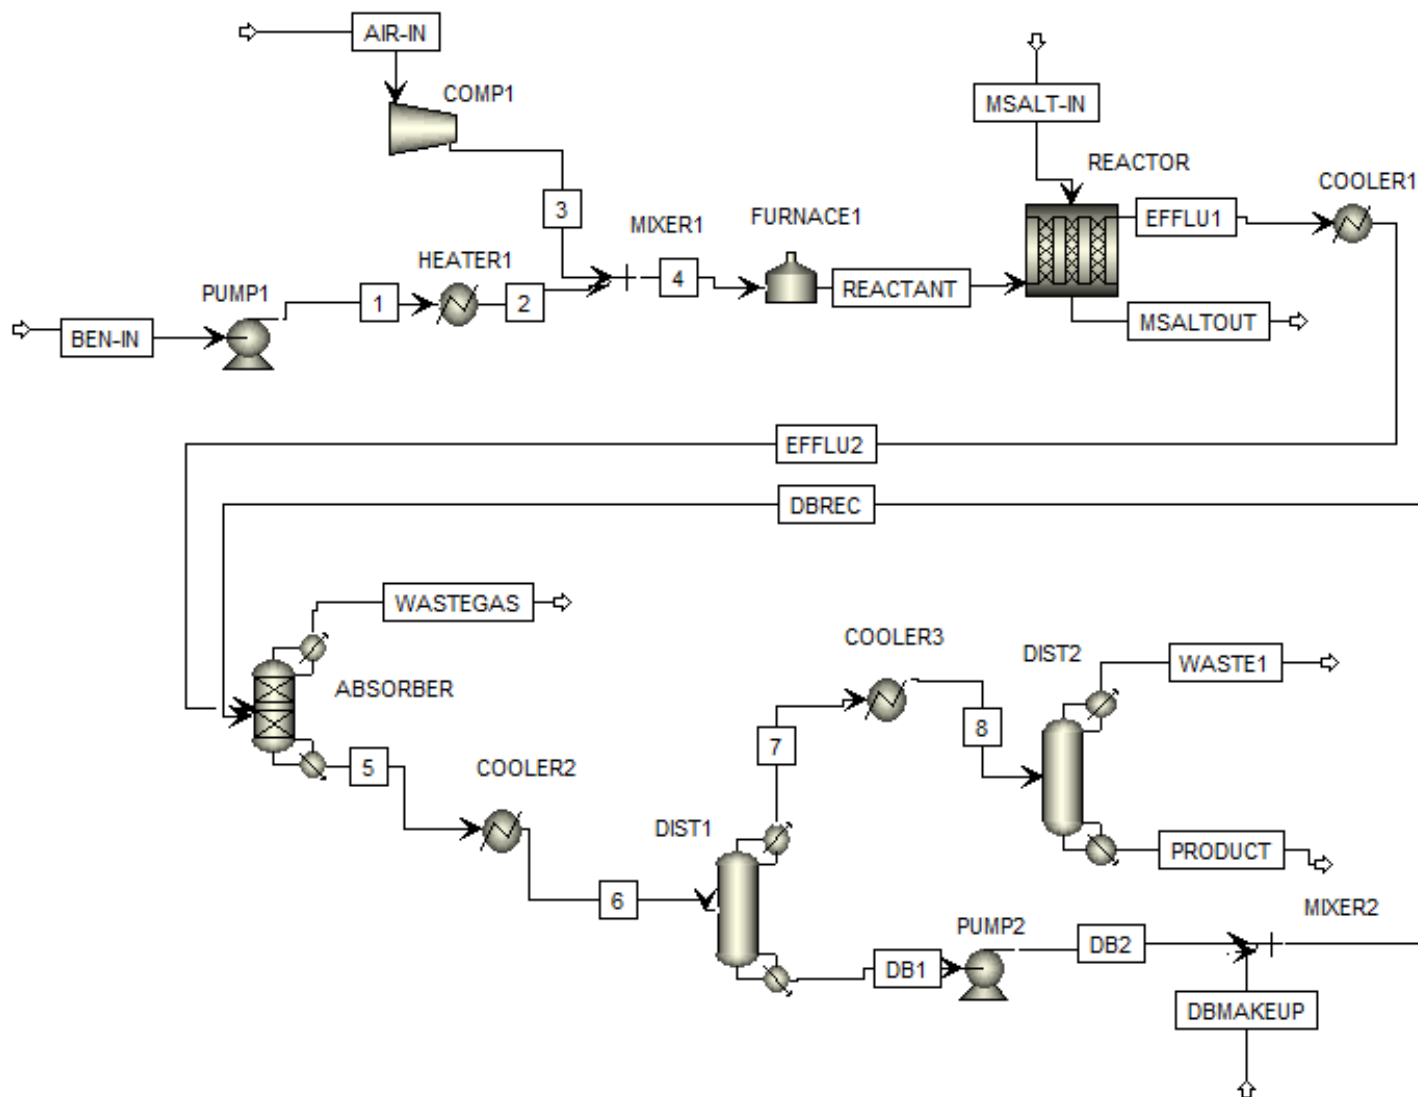 AIR-IN
COMP1
MSALT-IN
REACTOR
COOLER1
EFFLU1
3
MIXER1
FURNACE1
HEATER1
4
REACTANT
PUMP1
1
2
MSALTOUT
BEN-IN
EFFLU2
DBREC
WASTEGAS
COOLER3
DIST2
WASTE1
ABSORBER
7
8
5
COOLER2
DIST1
PRODUCT
6
MIXER2
PUMP2
DB2
DB1
DBMAKEUP